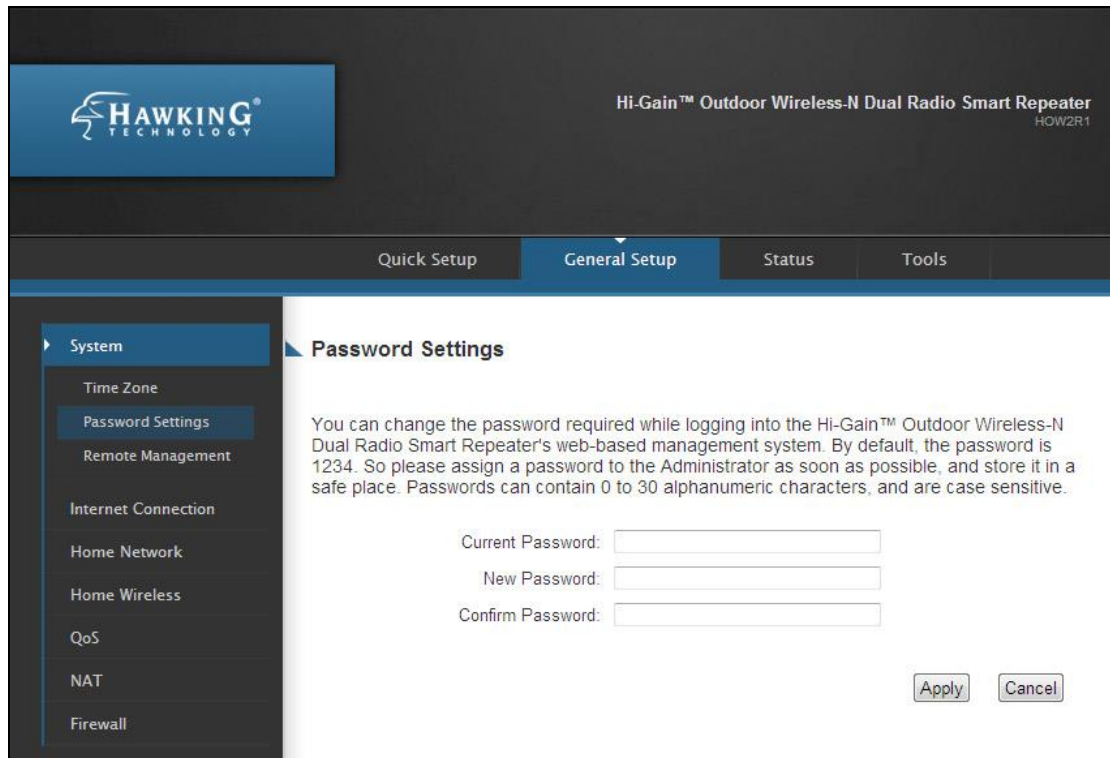 HAWKING®
TECHNOLOGY
Hi-Gain™ Outdoor Wireless-N Dual Radio Smart Repeater
HOW2R1
Quick Setup
General Setup
Status
Tools
System
Time Zone
Password Settings
Remote Management
Internet Connection
Home Network
Home Wireless
QoS
NAT
Firewall
Password Settings
You can change the password required while logging into the Hi-Gain™ Outdoor Wireless-N
Dual Radio Smart Repeater's web-based management system. By default, the password is
1234. So please assign a password to the Administrator as soon as possible, and store it in a
safe place. Passwords can contain 0 to 30 alphanumeric characters, and are case sensitive.
Current Password:
New Password:
Confirm Password:
Apply
Cancel